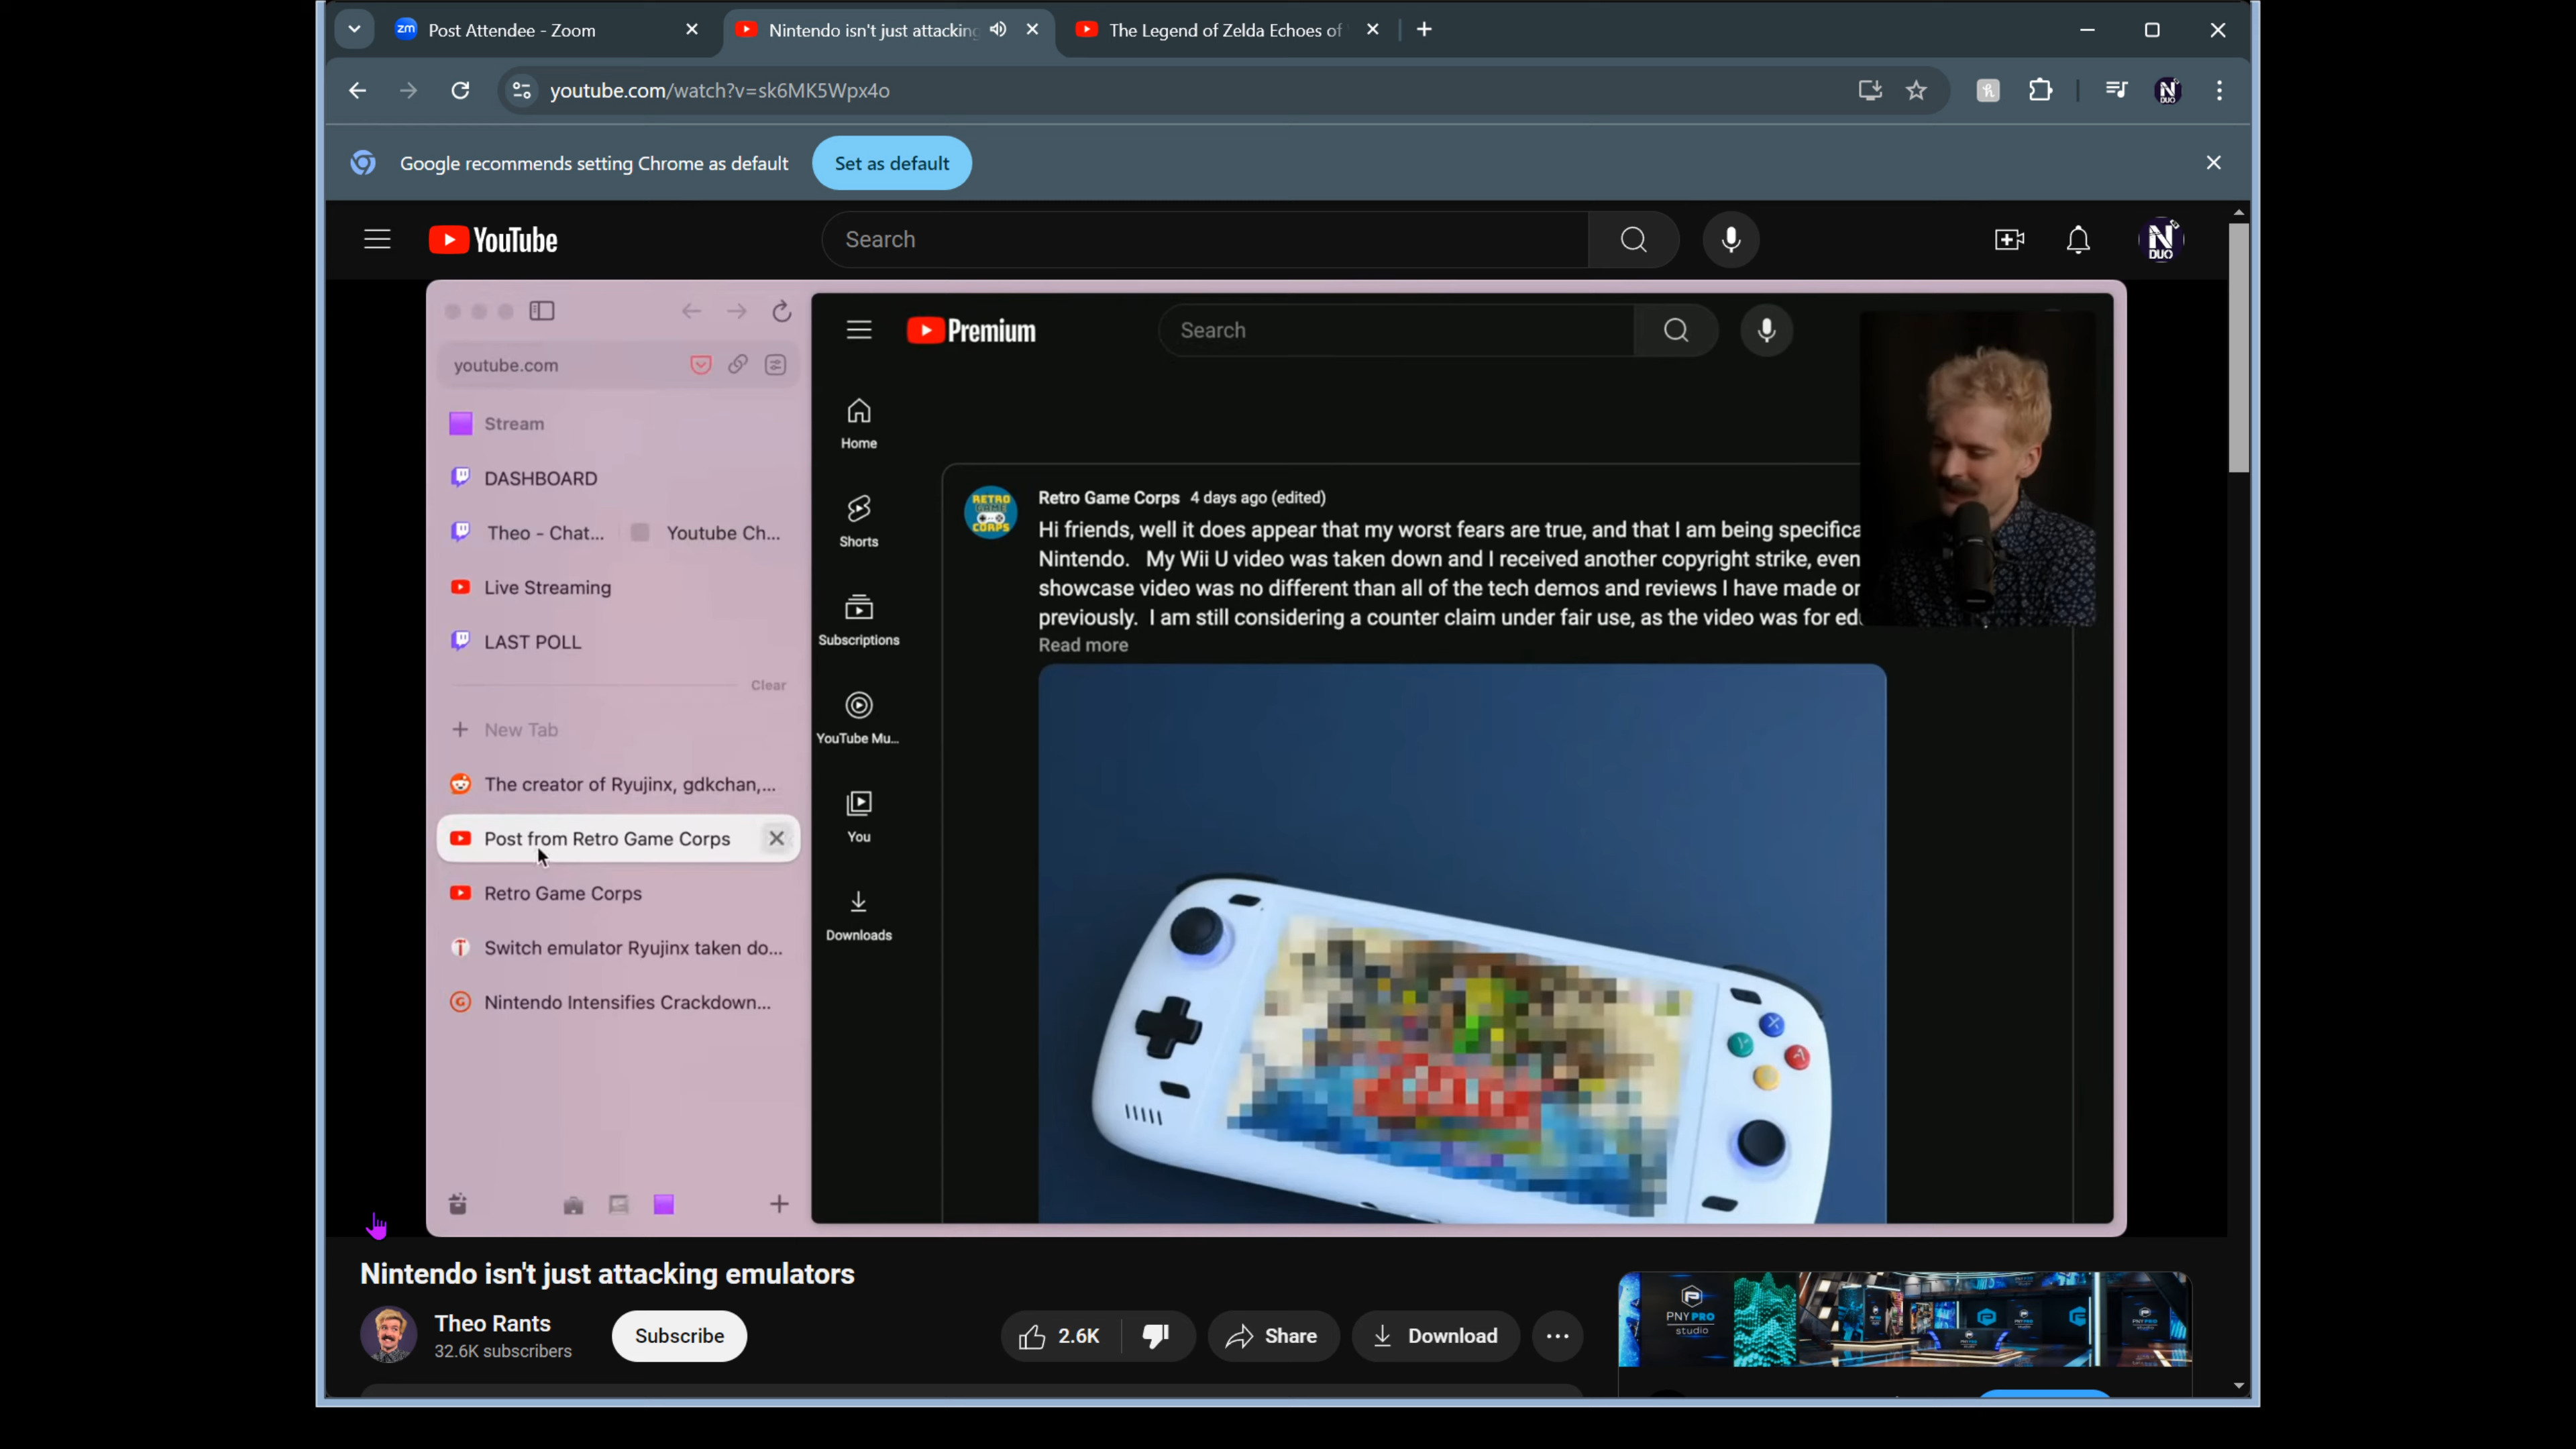 zm Post Attendee - Zoom
Nintendo isn't just attacking
The Legend of Zelda Echoes of
youtube.com/watch?v=sk6MK5Wpx4o
N DUO
Google recommends setting Chrome as default
Set as default
YouTube
Search
N DUO
youtube.com
Stream
DASHBOARD
Theo - Chat...
Youtube Ch...
Live Streaming
LAST POLL
Clear
New Tab
The creator of Ryujinx, gdkchan,...
Post from Retro Game Corps
Retro Game Corps
Switch emulator Ryujinx taken do...
Nintendo Intensifies Crackdown...
Premium
Search
Home
Shorts
Subscriptions
YouTube Mu...
You
Downloads
RETRO GAME CORPS
Retro Game Corps 4 days ago (edited)
Hi friends, well it does appear that my worst fears are true, and that I am being specifica
Nintendo. My Wii U video was taken down and I received another copyright strike, even
showcase video was no different than all of the tech demos and reviews I have made or
previously. I am still considering a counter claim under fair use, as the video was for ed
Read more
X
Y
A
Nintendo isn't just attacking emulators
Theo Rants
32.6K subscribers
Subscribe
2.6K
Share
Download
PNY PRO
studio